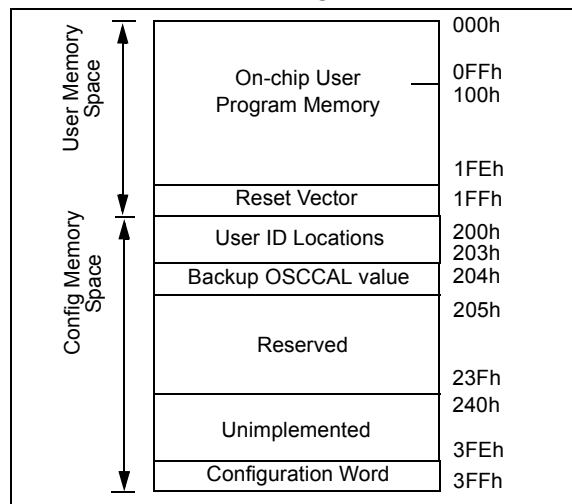 000h
User Memory
Space
On-chip User
Program Memory
0FFh
100h
1FEh
Reset Vector
1FFh
Config Memory
Space
User ID Locations
200h
203h
Backup OSCCAL value
204h
205h
Reserved
23Fh
240h
Unimplemented
3FEh
Configuration Word
3FFh